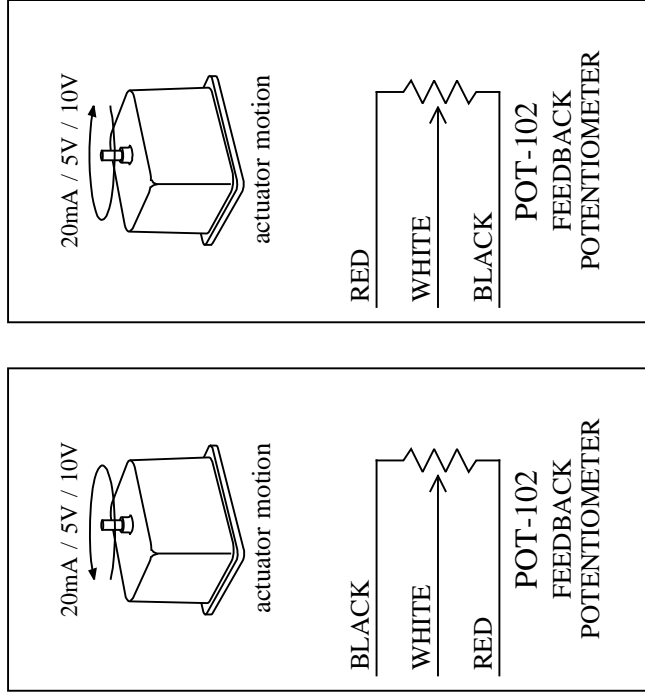 20mA / 5V / 10V
actuator motion
BLACK
WHITE
RED
POT-102
FEEDBACK
POTENTIOMETER
20mA / 5V / 10V
actuator motion
RED
WHITE
BLACK
POT-102
FEEDBACK
POTENTIOMETER